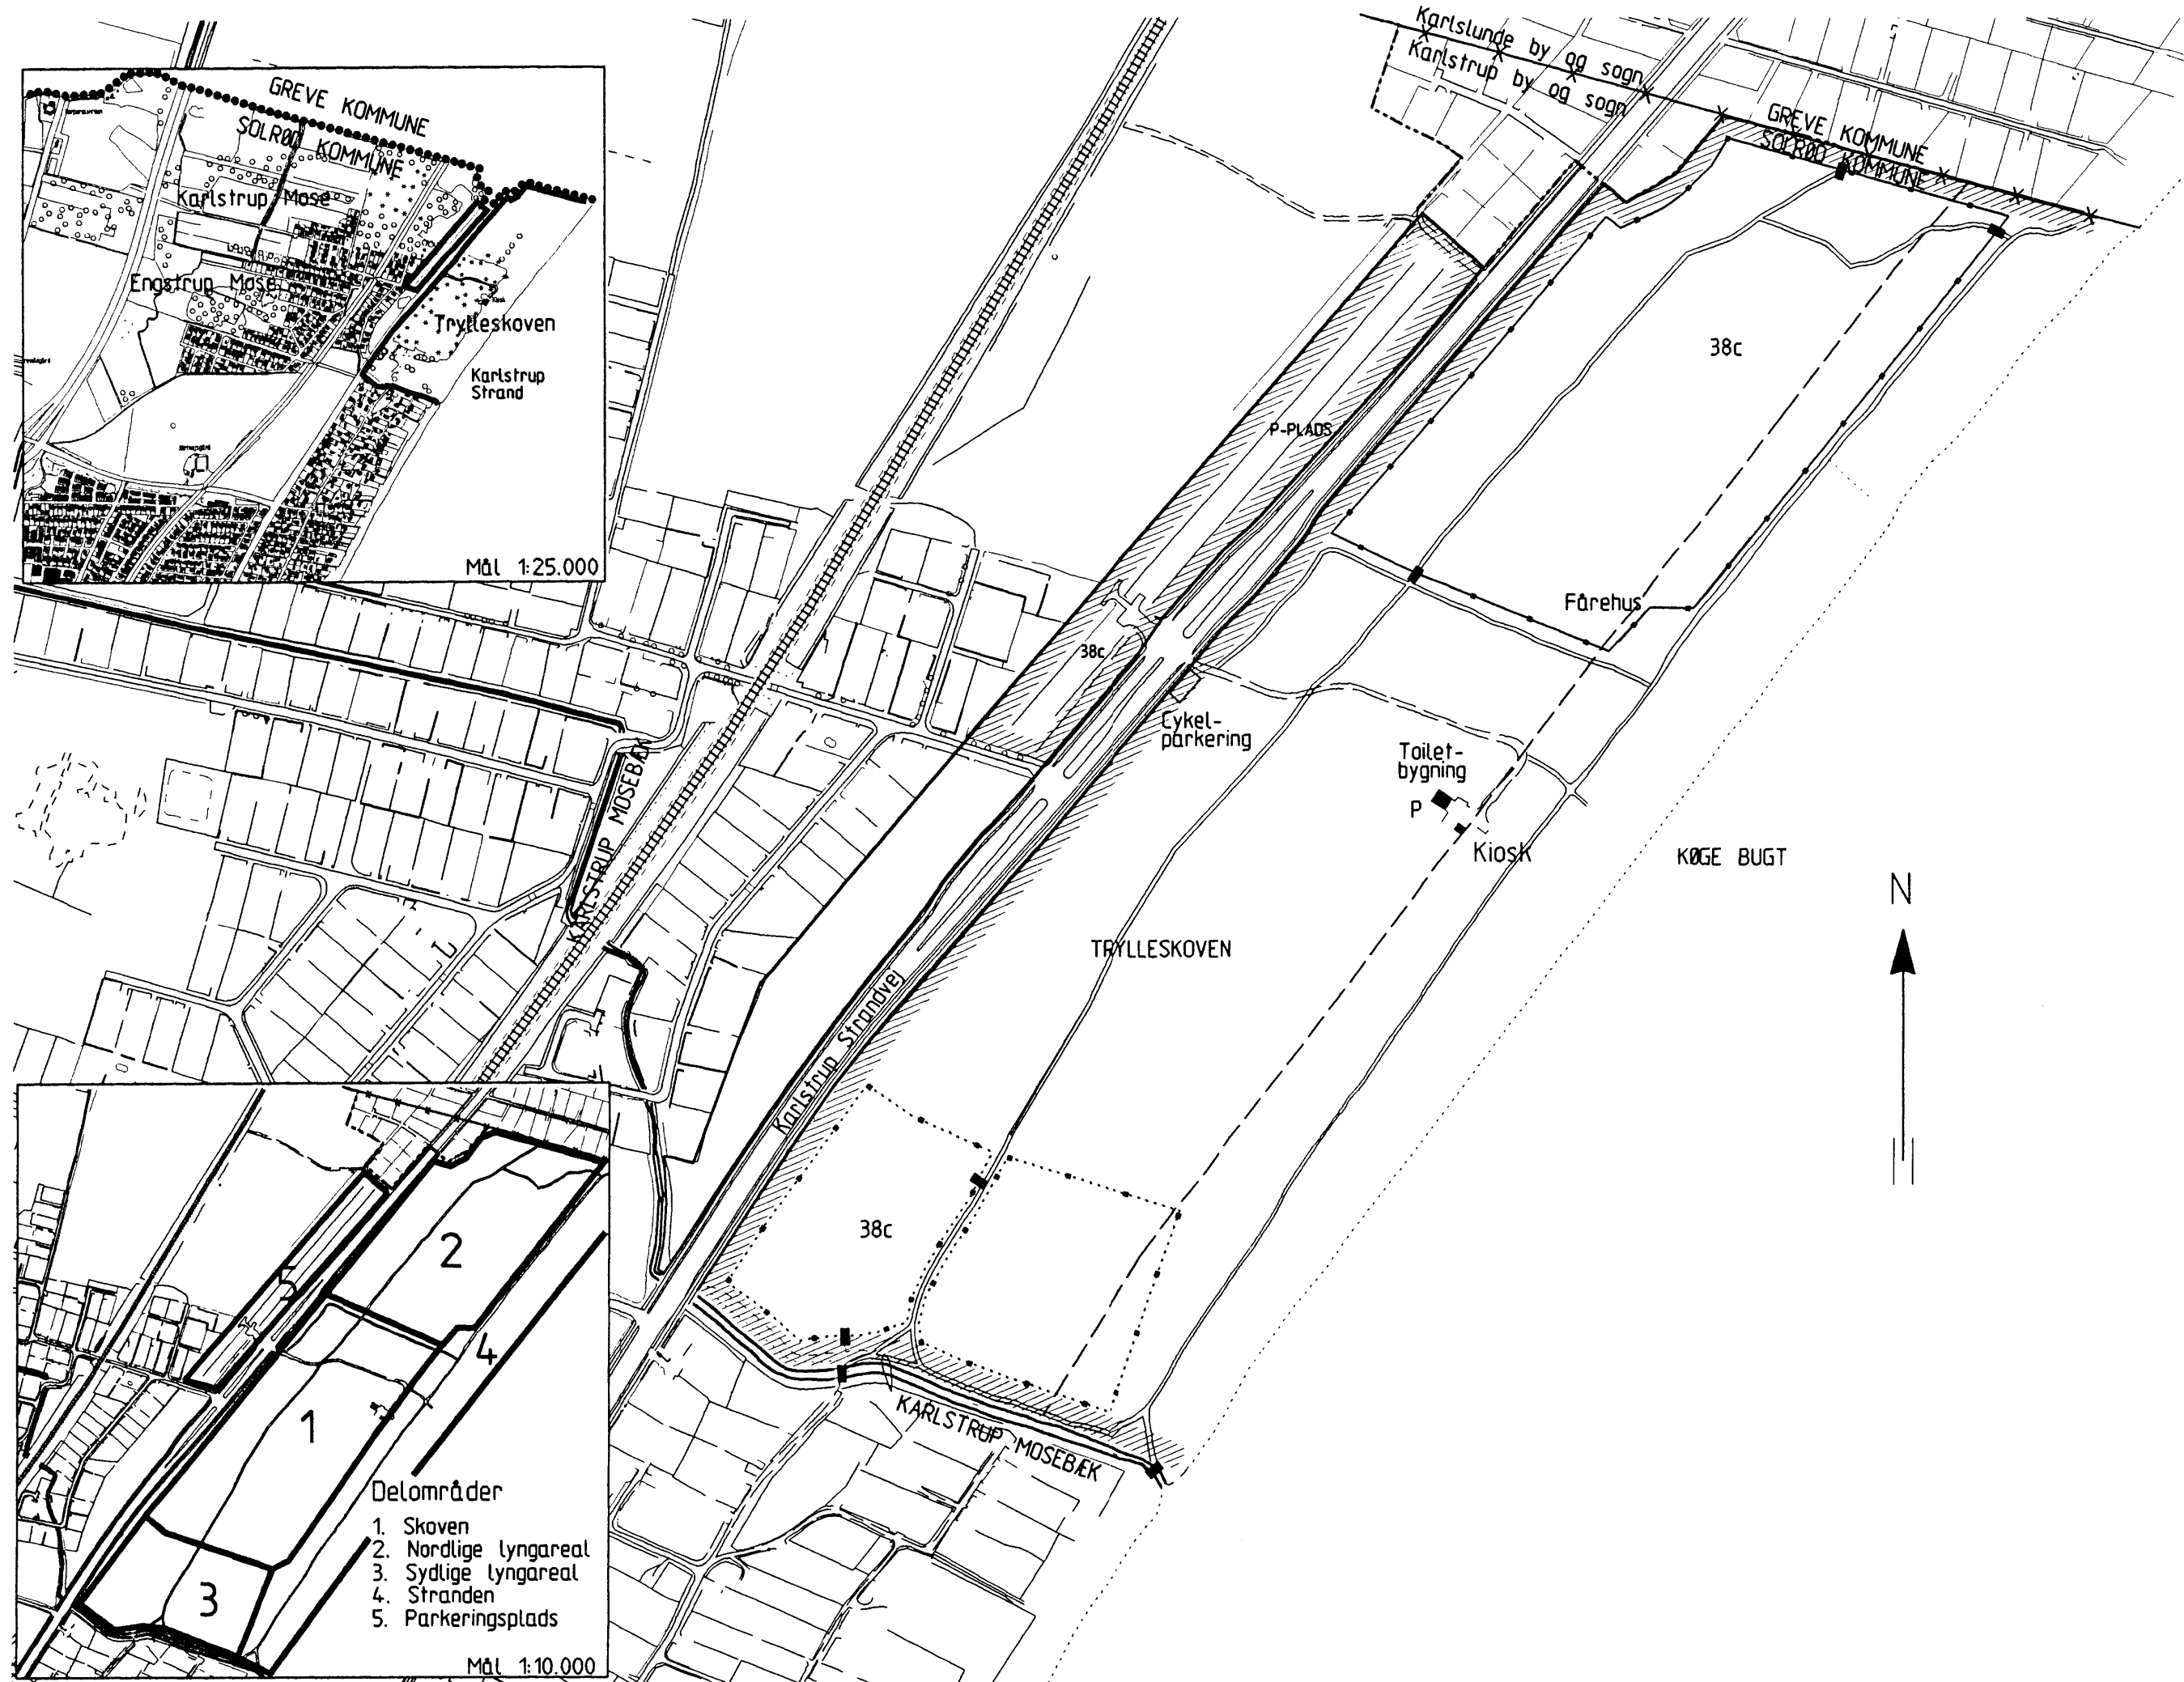 GREVE KOMMUNE
SOLRØD KOMMUNE
Karlstrup Mose
Engstrup Mose
Trylleskoven
Karlstrup
Strand
Mål 1:25.000
Karlslunde by og sogn
Karlstrup by og sogn
GREVE KOMMUNE
SOLRØD KOMMUNE
38c
P-PLADS
Fårehus
38c
Cykel-
parkering
Toilet-
bygning
P
Kiosk
KØGE BUGT
N
KARLSTRUP MOSEBÆK
TRYLLESKOVEN
Karlstrup Strandvej
38c
KARLSTRUP MOSEBÆK
2
5
4
1
3
Delområder
1. Skoven
2. Nordlige lyngareal
3. Sydlige lyngareal
4. Stranden
5. Parkeringsplads
Mål 1:10.000